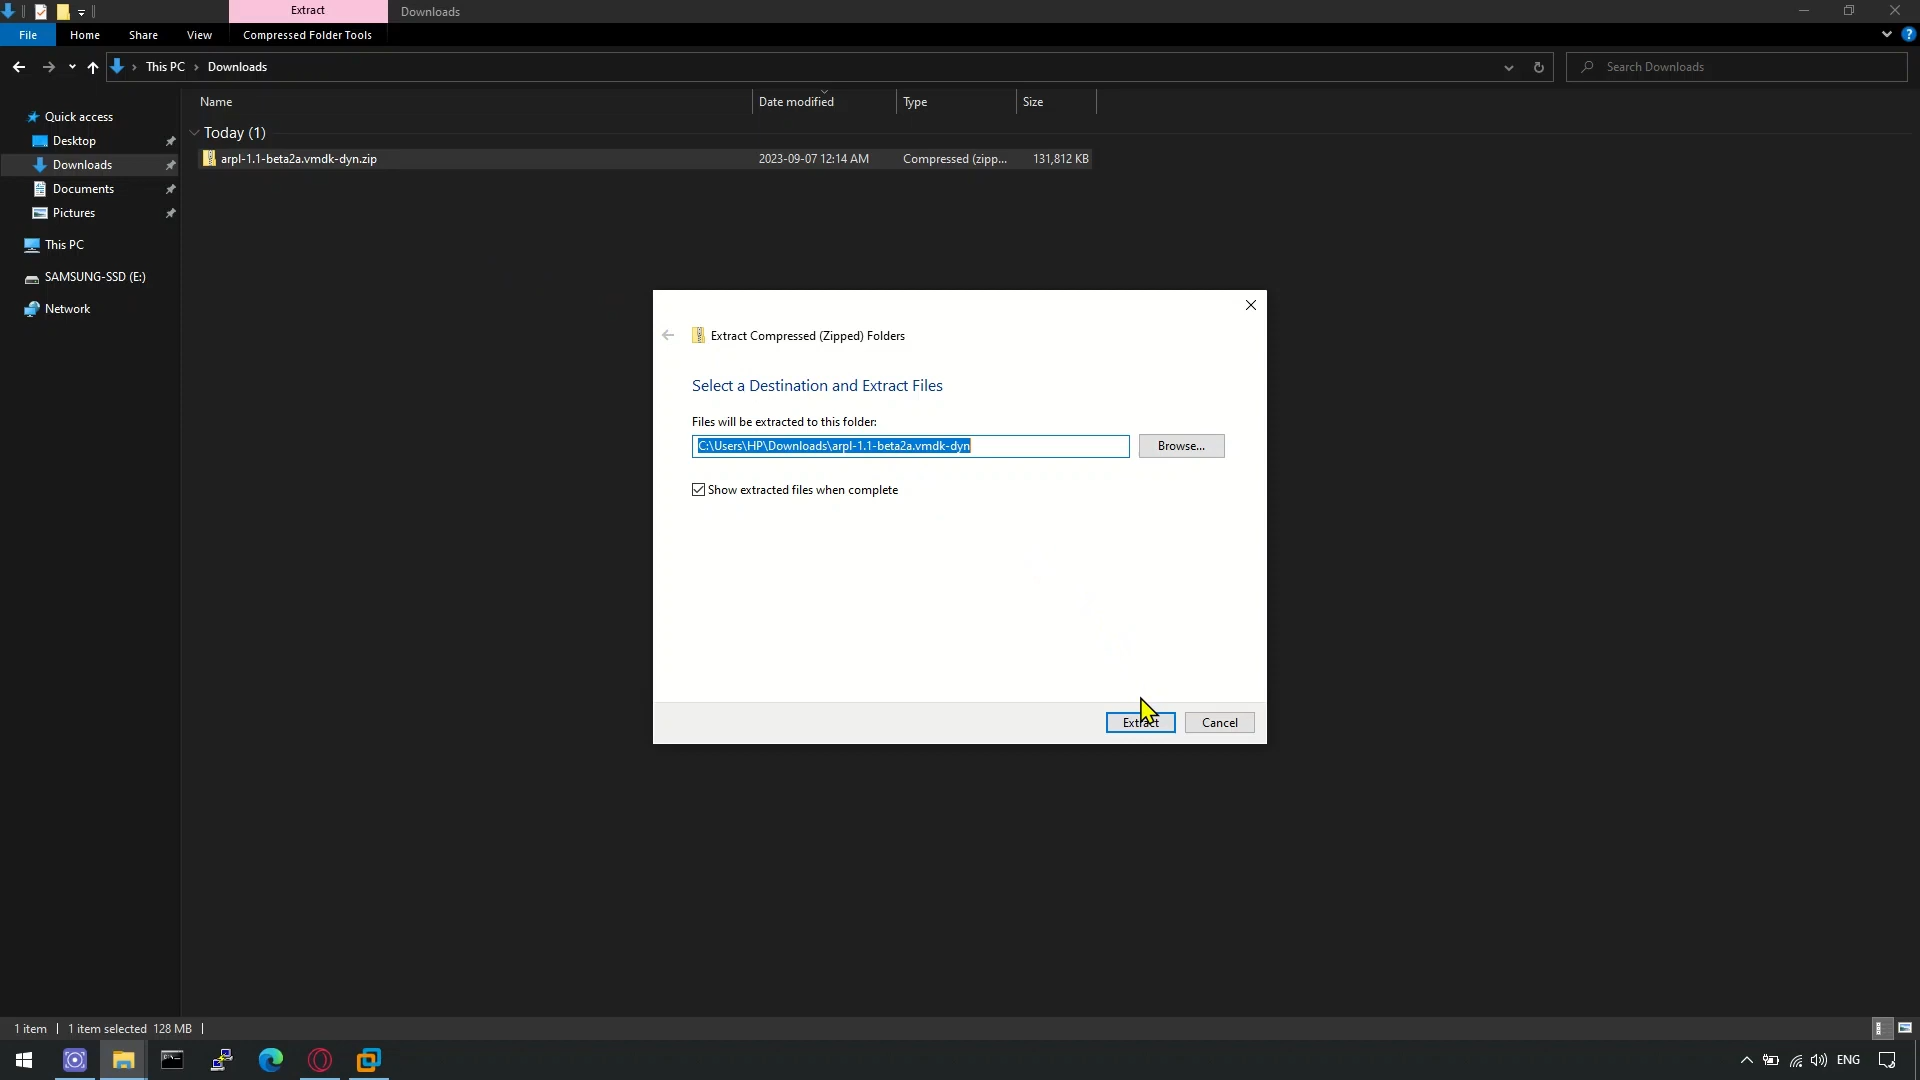 Extract
Downloads
File
Home
Share
View
Compressed Folder Tools
?
This PC
Downloads
Search Downloads
Name
Date modified
Type
Size
Quick access
Desktop
Downloads
Documents
Pictures
This PC
SAMSUNG-SSD (E:)
Network
Today (1)
arpl-1.1-beta2a.vmdk-dyn.zip
2023-09-07 12:14 AM
Compressed (zipp...
131,812 KB
Extract Compressed (Zipped) Folders
Select a Destination and Extract Files
Files will be extracted to this folder:
C:\Users\HP\Downloads\arpl-1.1-beta2a.vmdk-dyn
Browse...
Show extracted files when complete
Extract
Cancel
1 item
1 item selected 128 MB
ENG